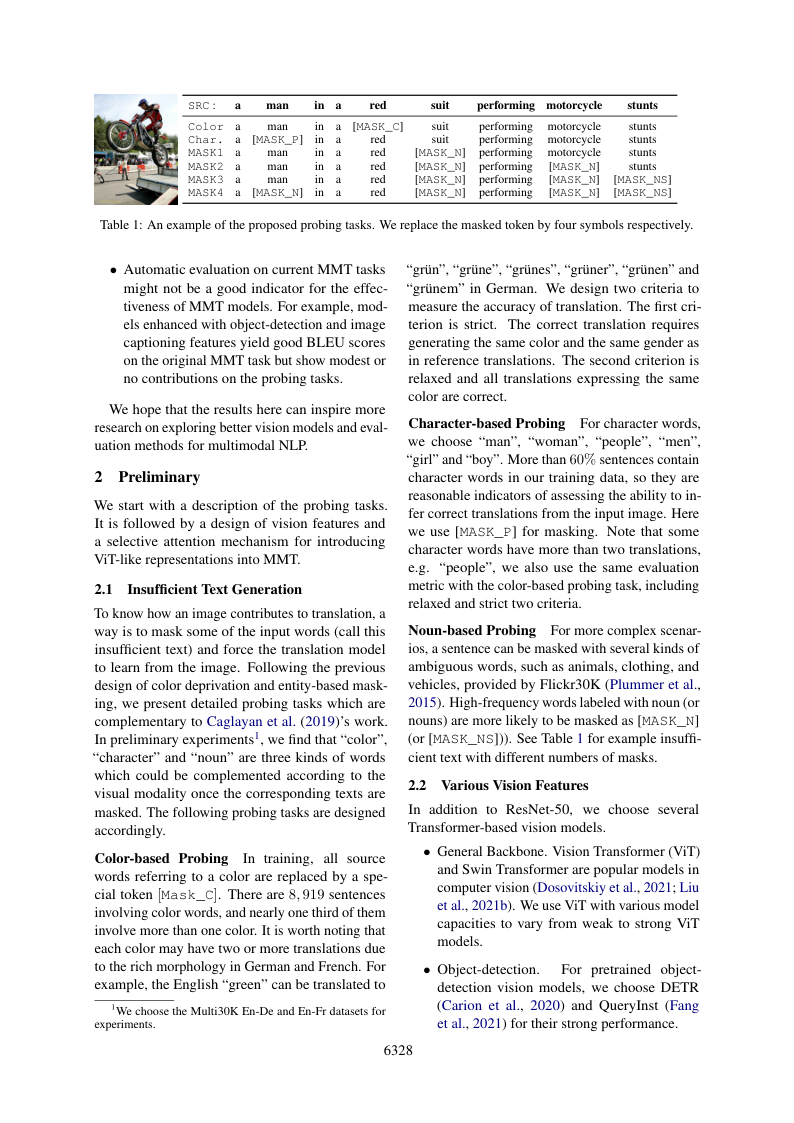 SRC: a man in a red suit performing motorcycle stunts
Color a man in a [MASK_C] suit performing motorcycle stunts
Char. a [MASK_P] in a red suit performing motorcycle stunts
MASK1 a man in a red [MASK_N] performing motorcycle stunts
MASK2 a man in a red [MASK_N] performing [MASK_N] stunts
MASK3 a man in a red [MASK_N] performing [MASK_N] [MASK_NS]
MASK4 a [MASK_N] in a red [MASK_N] performing [MASK_N] [MASK_NS]
Table 1: An example of the proposed probing tasks. We replace the masked token by four symbols respectively.
• Automatic evaluation on current MMT tasks
might not be a good indicator for the effec-
tiveness of MMT models. For example, mod-
els enhanced with object-detection and image
captioning features yield good BLEU scores
on the original MMT task but show modest or
no contributions on the probing tasks.
We hope that the results here can inspire more
research on exploring better vision models and eval-
uation methods for multimodal NLP.
2 Preliminary
We start with a description of the probing tasks.
It is followed by a design of vision features and
a selective attention mechanism for introducing
ViT-like representations into MMT.
2.1 Insufficient Text Generation
To know how an image contributes to translation, a
way is to mask some of the input words (call this
insufficient text) and force the translation model
to learn from the image. Following the previous
design of color deprivation and entity-based mask-
ing, we present detailed probing tasks which are
complementary to Caglayan et al. (2019)'s work.
In preliminary experiments1, we find that “color”,
“character” and “noun” are three kinds of words
which could be complemented according to the
visual modality once the corresponding texts are
masked. The following probing tasks are designed
accordingly.
Color-based Probing In training, all source
words referring to a color are replaced by a spe-
cial token [Mask_C]. There are 8, 919 sentences
involving color words, and nearly one third of them
involve more than one color. It is worth noting that
each color may have two or more translations due
to the rich morphology in German and French. For
example, the English “green” can be translated to
1We choose the Multi30K En-De and En-Fr datasets for
experiments.
“grün”, “grüne”, “grünes”, “grüner”, “grünen” and
“grünem” in German. We design two criteria to
measure the accuracy of translation. The first cri-
terion is strict. The correct translation requires
generating the same color and the same gender as
in reference translations. The second criterion is
relaxed and all translations expressing the same
color are correct.
Character-based Probing For character words,
we choose “man”, “woman”, “people”, “men”,
“girl” and “boy”. More than 60% sentences contain
character words in our training data, so they are
reasonable indicators of assessing the ability to in-
fer correct translations from the input image. Here
we use [MASK_P] for masking. Note that some
character words have more than two translations,
e.g. “people”, we also use the same evaluation
metric with the color-based probing task, including
relaxed and strict two criteria.
Noun-based Probing For more complex scenar-
ios, a sentence can be masked with several kinds of
ambiguous words, such as animals, clothing, and
vehicles, provided by Flickr30K (Plummer et al.,
2015). High-frequency words labeled with noun (or
nouns) are more likely to be masked as [MASK_N]
(or [MASK_NS])). See Table 1 for example insuffi-
cient text with different numbers of masks.
2.2 Various Vision Features
In addition to ResNet-50, we choose several
Transformer-based vision models.
• General Backbone. Vision Transformer (ViT)
and Swin Transformer are popular models in
computer vision (Dosovitskiy et al., 2021; Liu
et al., 2021b). We use ViT with various model
capacities to vary from weak to strong ViT
models.
• Object-detection. For pretrained object-
detection vision models, we choose DETR
(Carion et al., 2020) and QueryInst (Fang
et al., 2021) for their strong performance.
6328